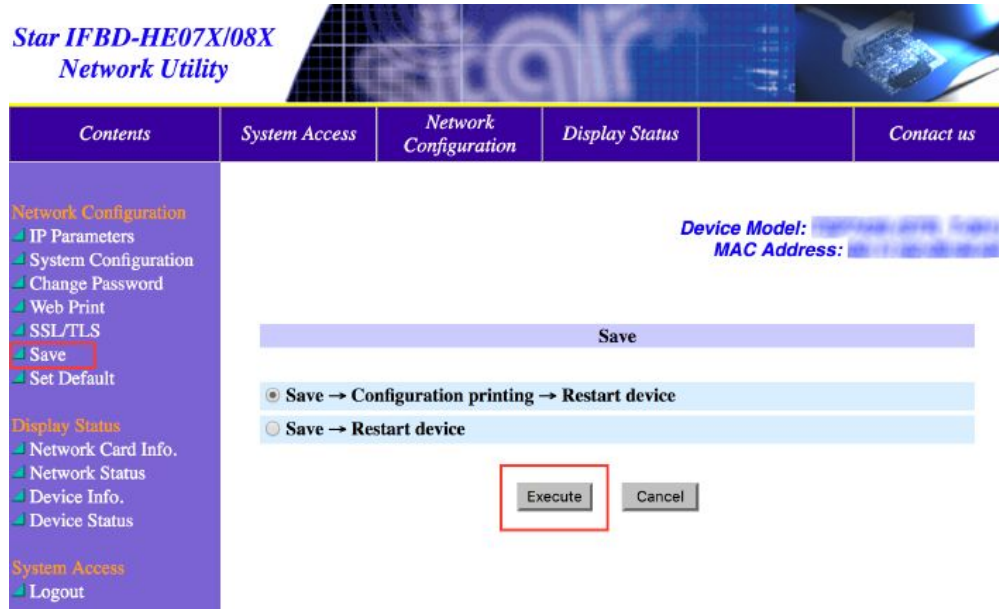 Star IFBD-HE07X/08X
Network Utility
star
Contents
System Access
Network
Configuration
Display Status
Contact us
Network Configuration
IP Parameters
System Configuration
Change Password
Web Print
SSL/TLS
Save
Set Default
Display Status
Network Card Info.
Network Status
Device Info.
Device Status
System Access
Logout
Device Model:
MAC Address:
Save
Save → Configuration printing → Restart device
Save → Restart device
Execute
Cancel